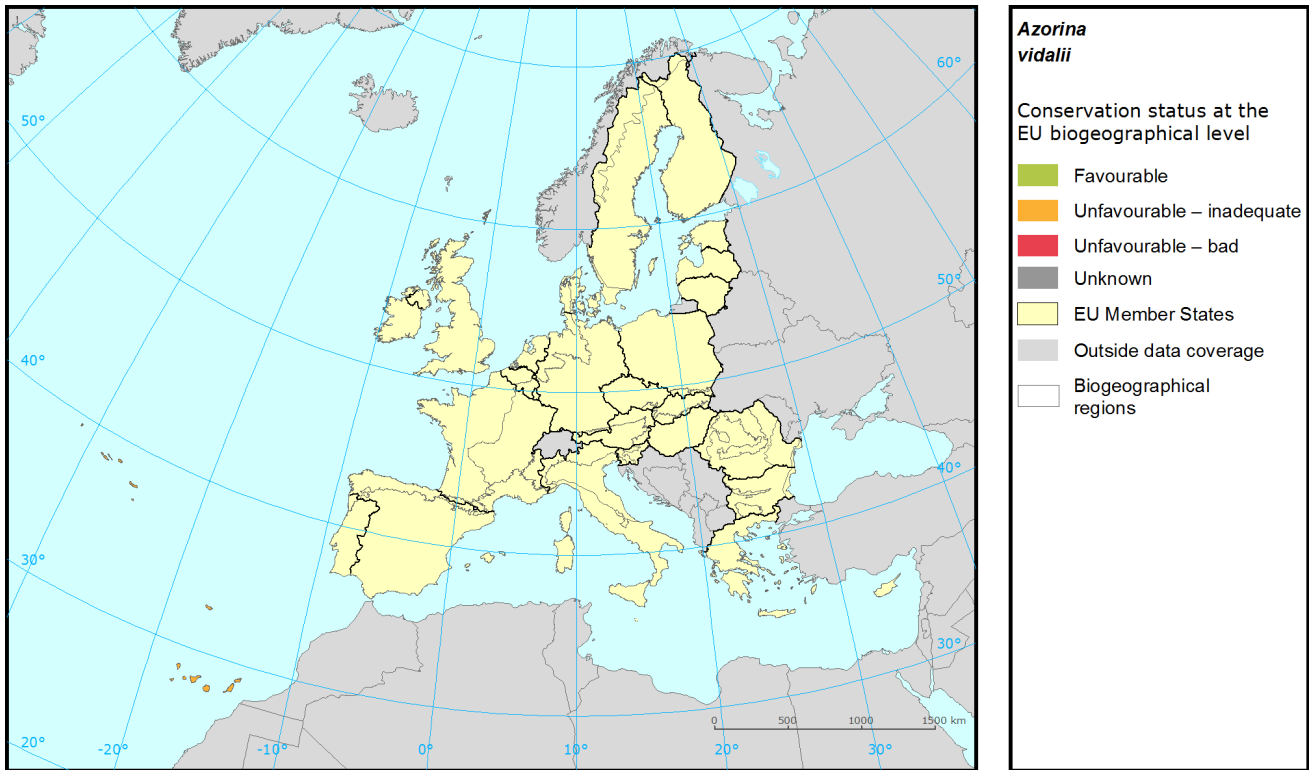 Azorina
vidalii
Conservation status at the
EU biogeographical level
Favourable
Unfavourable – inadequate
Unfavourable – bad
Unknown
EU Member States
Outside data coverage
Biogeographical
regions
60°
50°
50°
40°
40°
30°
30°
20°
-20°
-10°
0°
10°
20°
30°
0
500
1000
1500 km